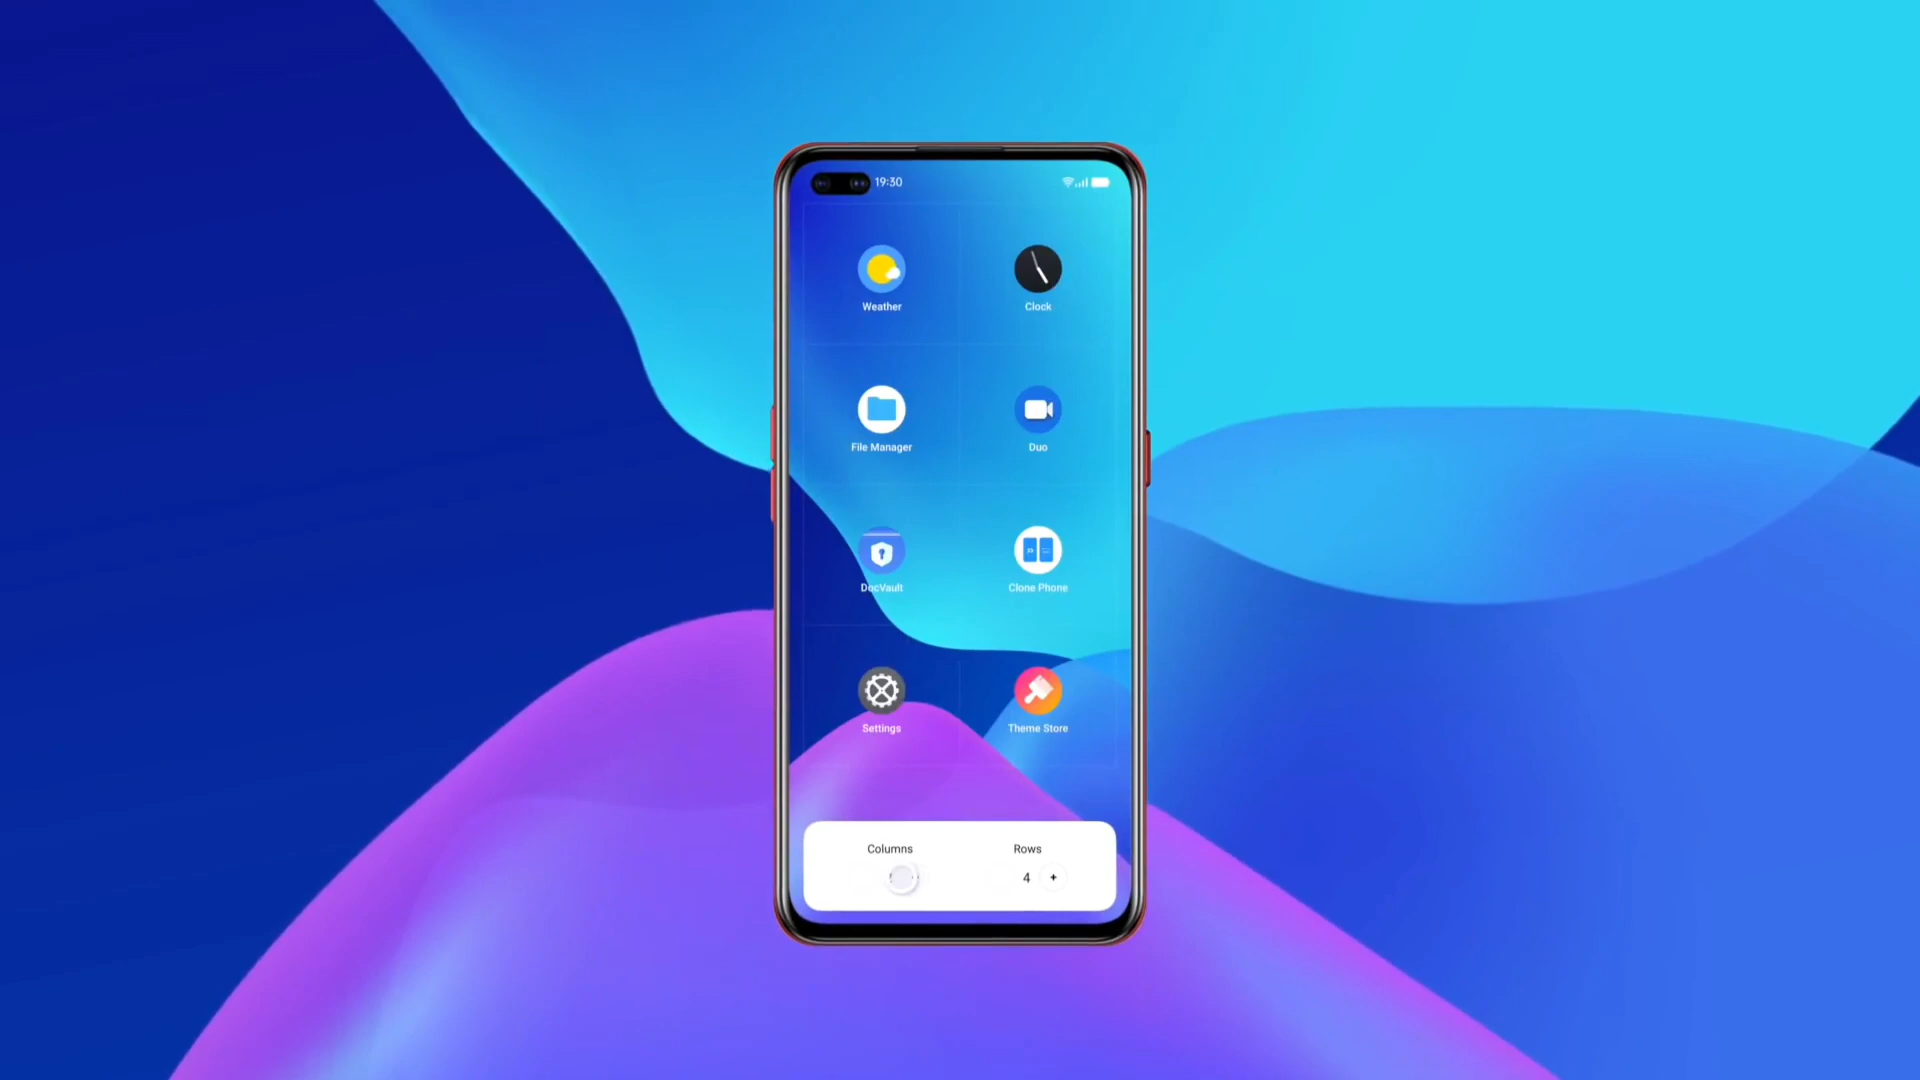 19:30
Weather
Clock
File Manager
Duo
DocVault
Clone Phone
Settings
Theme Store
Columns
Rows
4 +